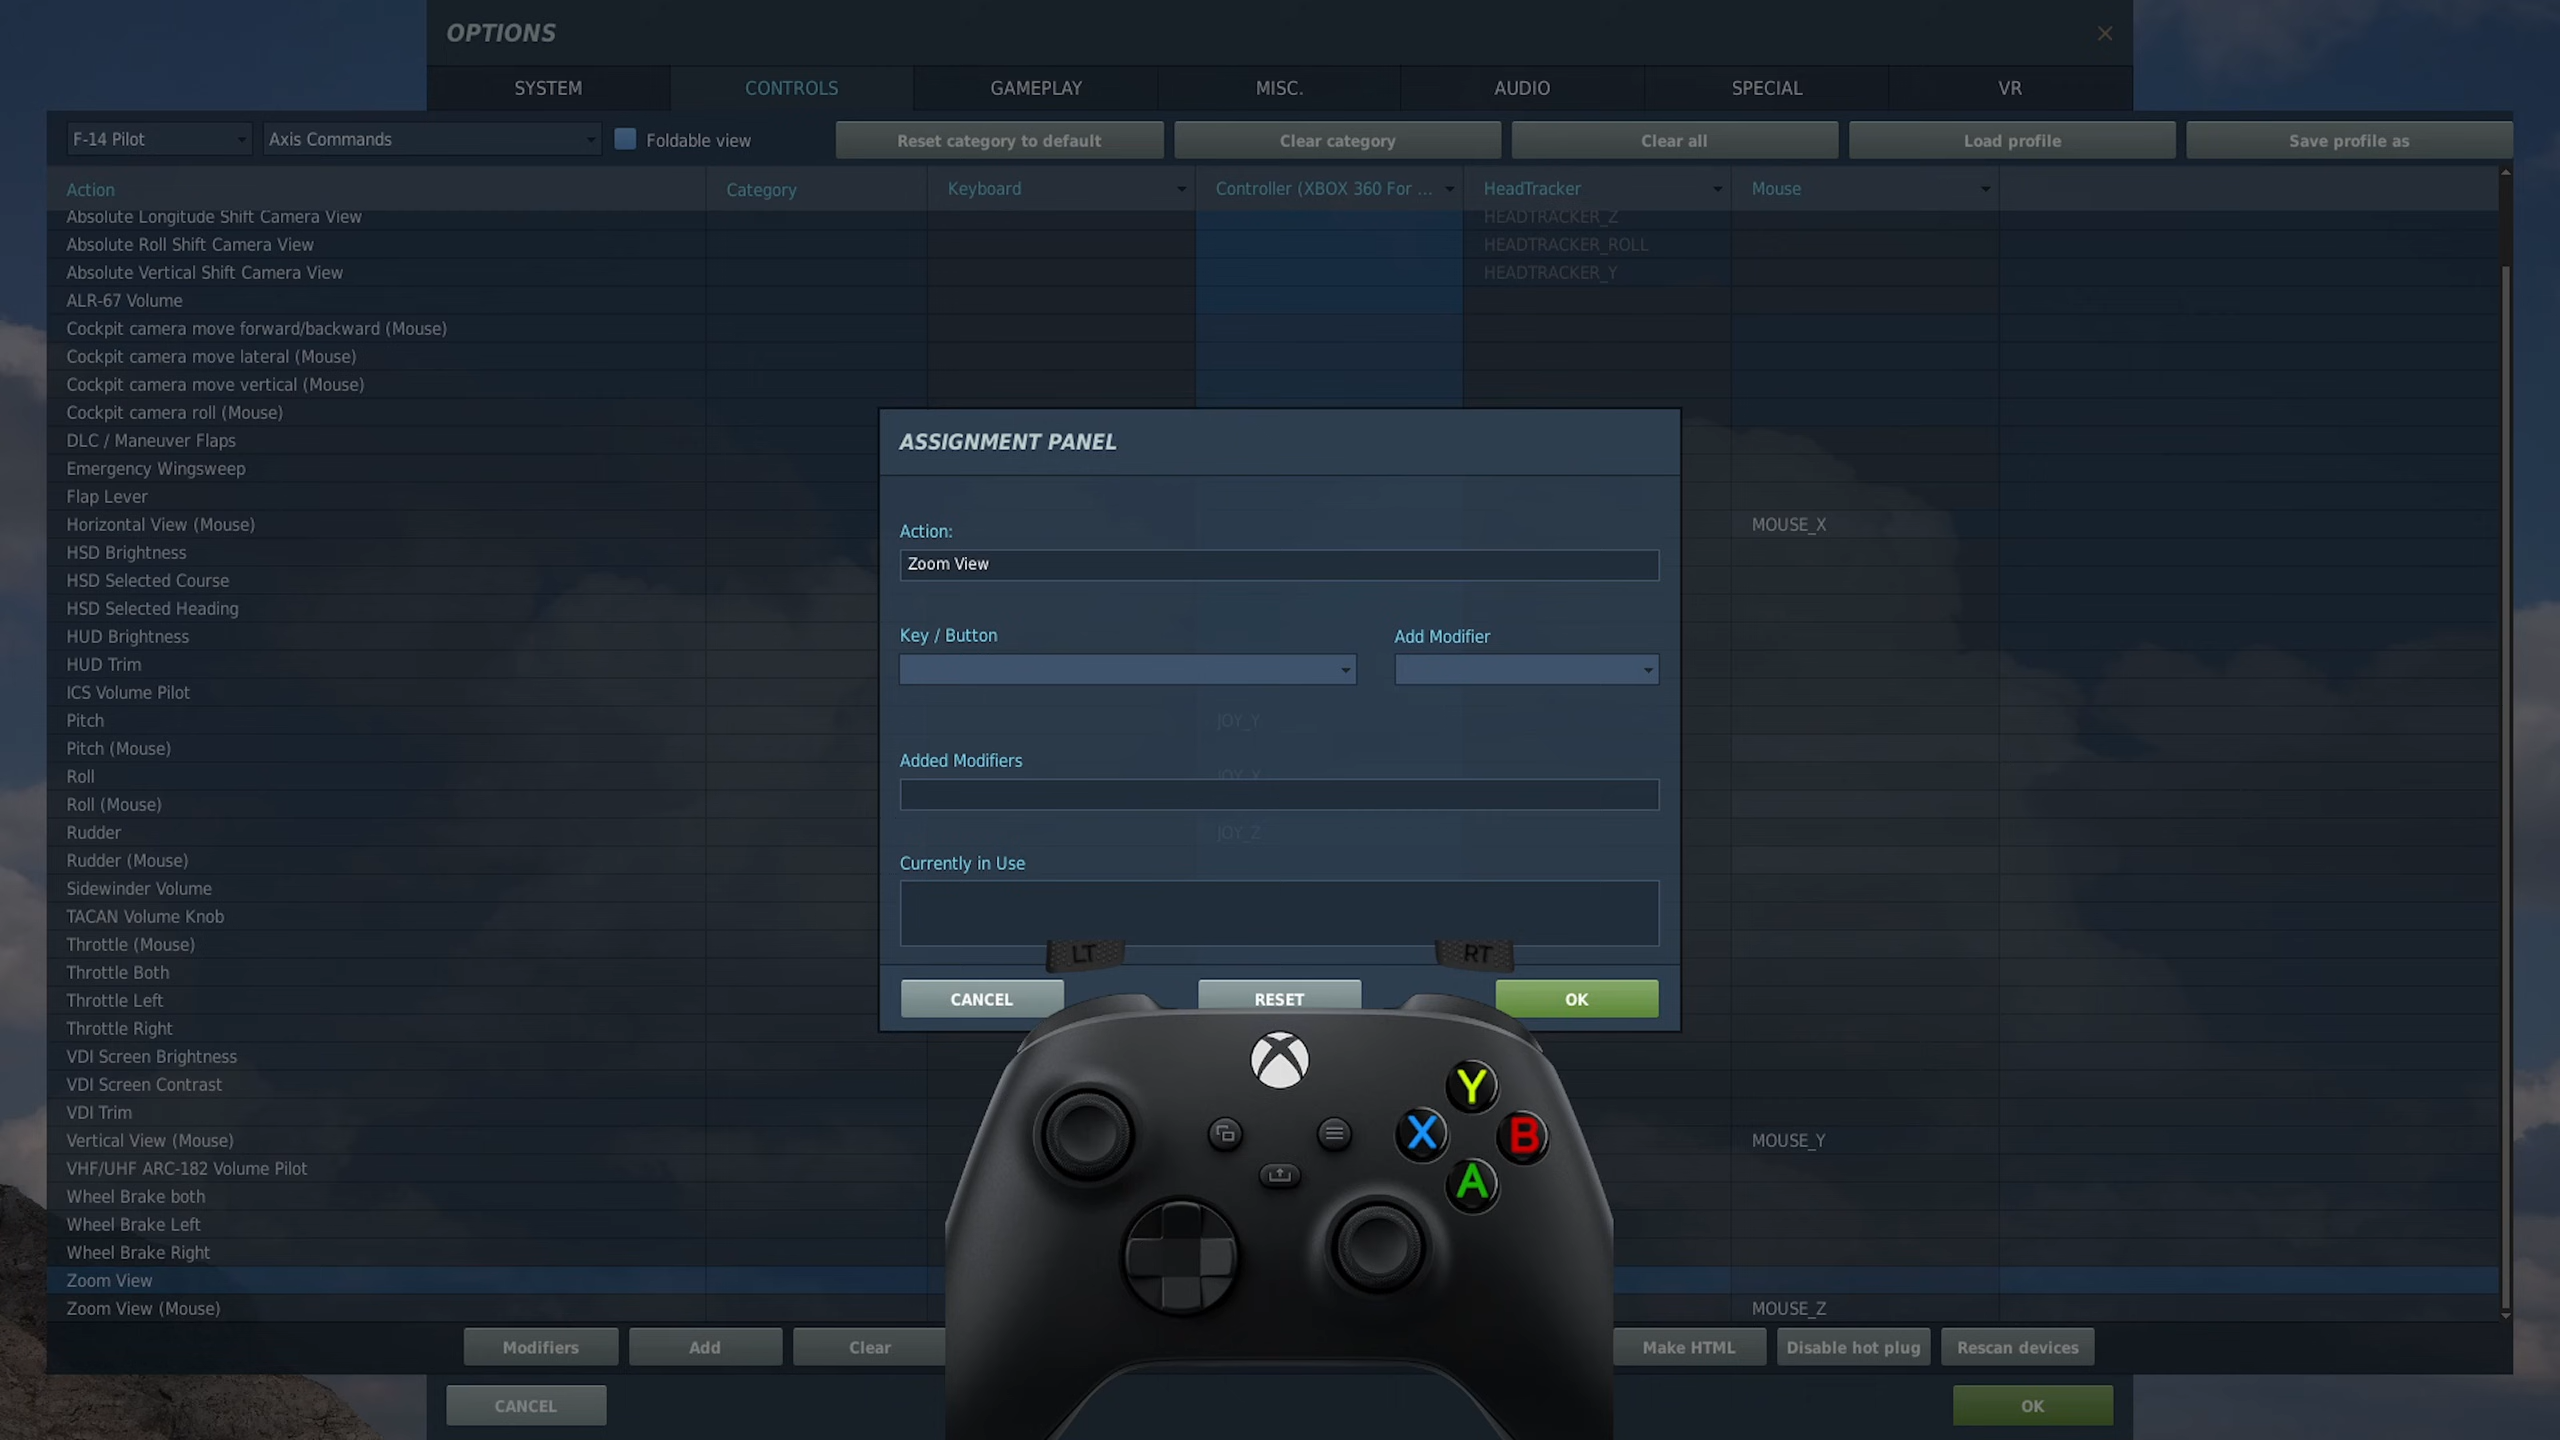 OPTIONS
SYSTEM
CONTROLS
GAMEPLAY
MISC.
AUDIO
SPECIAL
VR
F-14 Pilot
Axis Commands
Foldable view
Reset category to default
Clear category
Clear all
Load profile
Save profile as
Action
Category
Keyboard
Controller (XBOX 360 For ...
HeadTracker
Mouse
Absolute Longitude Shift Camera View
HEADTRACKER_Z
Absolute Roll Shift Camera View
HEADTRACKER_ROLL
Absolute Vertical Shift Camera View
HEADTRACKER_Y
ALR-67 Volume
Cockpit camera move forward/backward (Mouse)
Cockpit camera move lateral (Mouse)
Cockpit camera move vertical (Mouse)
Cockpit camera roll (Mouse)
DLC / Maneuver Flaps
Emergency Wingsweep
Flap Lever
Horizontal View (Mouse)
MOUSE_X
HSD Brightness
HSD Selected Course
HSD Selected Heading
HUD Brightness
HUD Trim
ICS Volume Pilot
Pitch
Pitch (Mouse)
Roll
Roll (Mouse)
Rudder
Rudder (Mouse)
Sidewinder Volume
TACAN Volume Knob
Throttle (Mouse)
Throttle Both
Throttle Left
Throttle Right
VDI Screen Brightness
VDI Screen Contrast
VDI Trim
Vertical View (Mouse)
MOUSE_Y
VHF/UHF ARC-182 Volume Pilot
Wheel Brake both
Wheel Brake Left
Wheel Brake Right
Zoom View
Zoom View (Mouse)
MOUSE_Z
ASSIGNMENT PANEL
Action:
Zoom View
Key / Button
Add Modifier
JOY_Y
Added Modifiers
JOY_X
JOY_Z
Currently in Use
LT
RT
CANCEL
RESET
OK
Y
X
B
A
Modifiers
Add
Clear
Make HTML
Disable hot plug
Rescan devices
CANCEL
OK